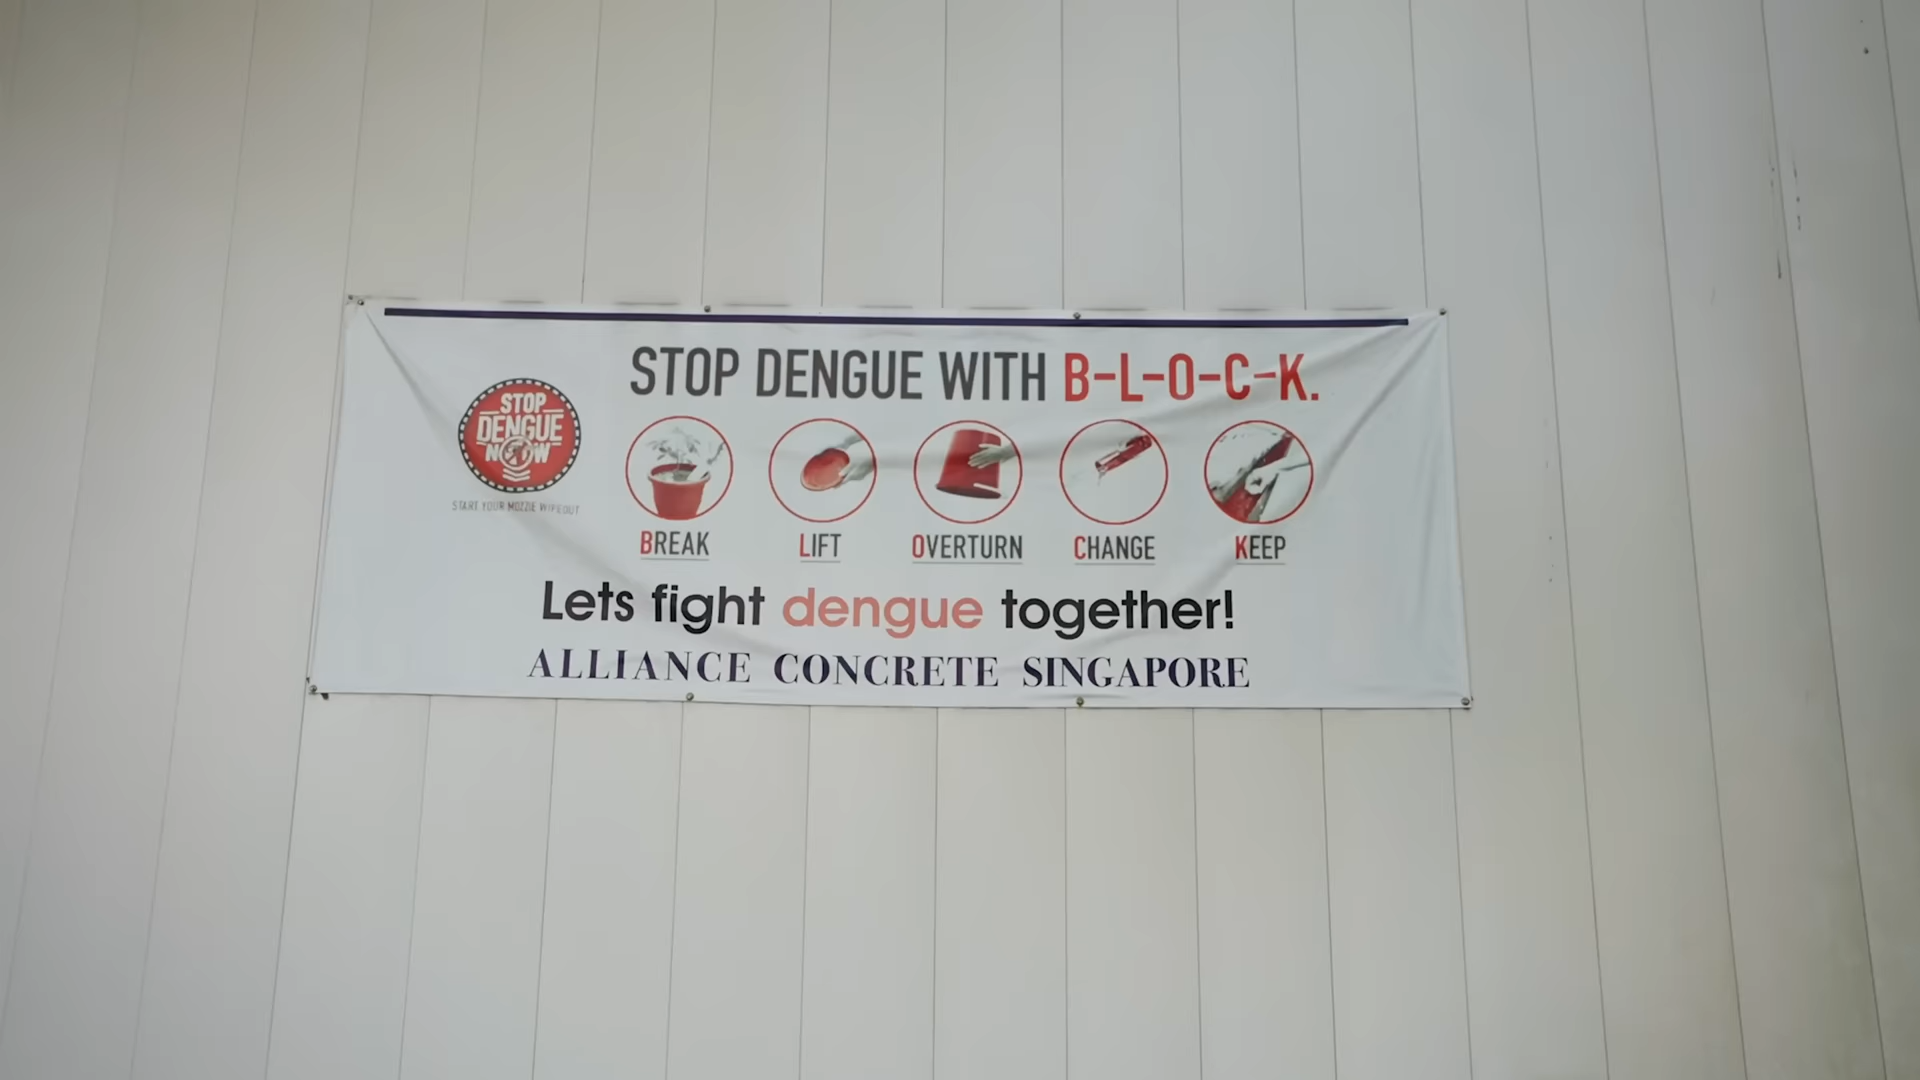 STOP DENGUE WITH B-L-O-C-K.
STOP
DENGUE
NOW
START YOUR MOZZIE WIPEOUT
BREAK LIFT OVERTURN CHANGE KEEP
Lets fight dengue together!
ALLIANCE CONCRETE SINGAPORE